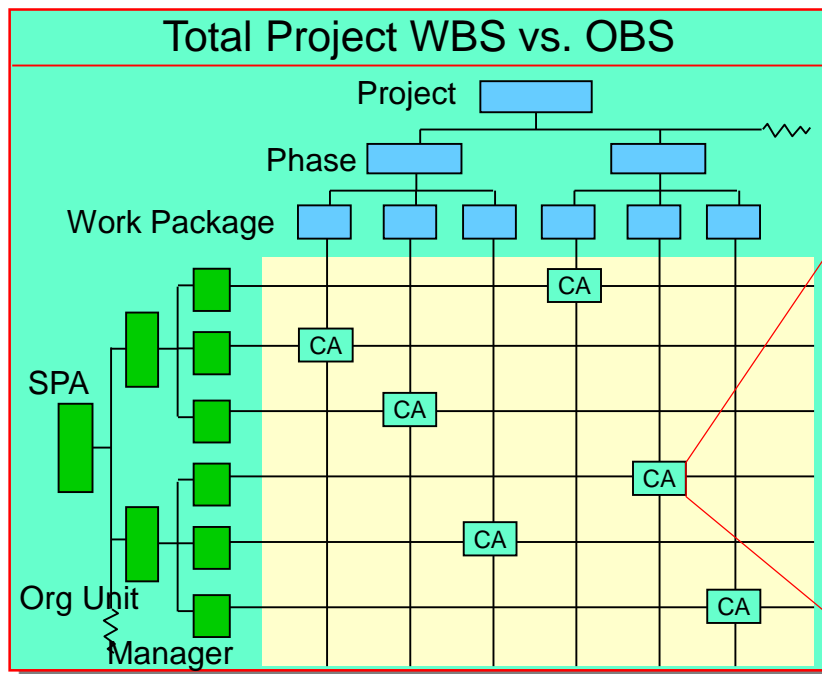 Total Project WBS vs. OBS
Project
Phase
Work Package
CA
CA
SPA
CA
CA
CA
Org Unit
CA
Manager